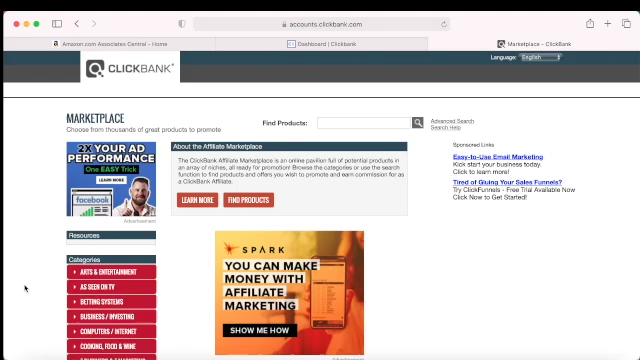 accounts.clickbank.com
Amazon.com Associates Central - Home
Dashboard | Clickbank
Marketplace – ClickBank
Language: English
CLICKBANK
MARKETPLACE
Choose from thousands of great products to promote
Find Products:
Advanced Search
Search Help
2X YOUR AD
PERFORMANCE
One EASY Trick
LEARN MORE
facebook
Advertisement
About the Affiliate Marketplace
The ClickBank Affiliate Marketplace is an online pavilion full of potential products in
an array of niches, all ready for promotion! Browse the categories or use the search
function to find products and offers you wish to promote and earn commission for as
a ClickBank Affiliate.
LEARN MORE
FIND PRODUCTS
Sponsored Links
Easy-to-Use Email Marketing
Kick start your business today.
Click to learn more!
Tired of Gluing Your Sales Funnels?
Try ClickFunnels - Free Trial Available Now
Click Now to Get Started!
Resources
Categories
ARTS & ENTERTAINMENT
AS SEEN ON TV
BETTING SYSTEMS
BUSINESS / INVESTING
COMPUTERS / INTERNET
COOKING, FOOD & WINE
SPARK
YOU CAN MAKE
MONEY WITH
AFFILIATE
MARKETING
SHOW ME HOW
Advertisement